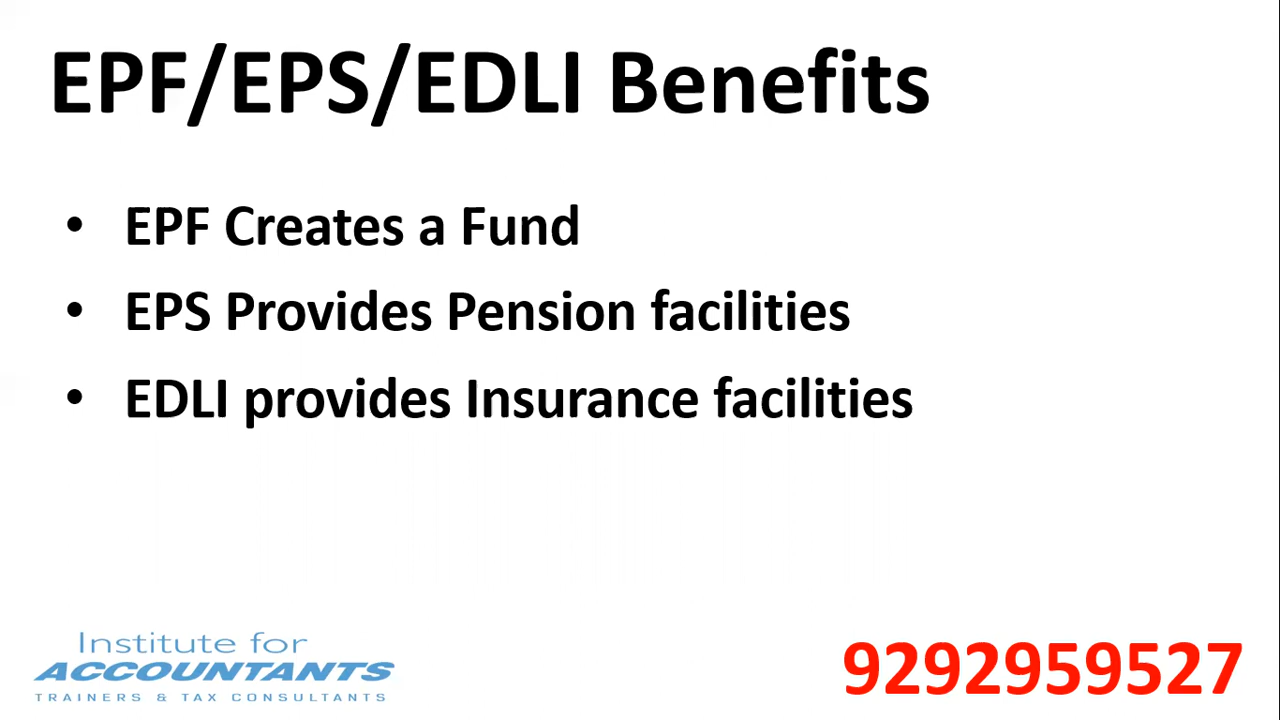 EPF/EPS/EDLI Benefits
• EPF Creates a Fund
• EPS Provides Pension facilities
• EDLI provides Insurance facilities
Institute for
ACCOUNTANTS
TRAINERS & TAX CONSULTANTS
9292959527